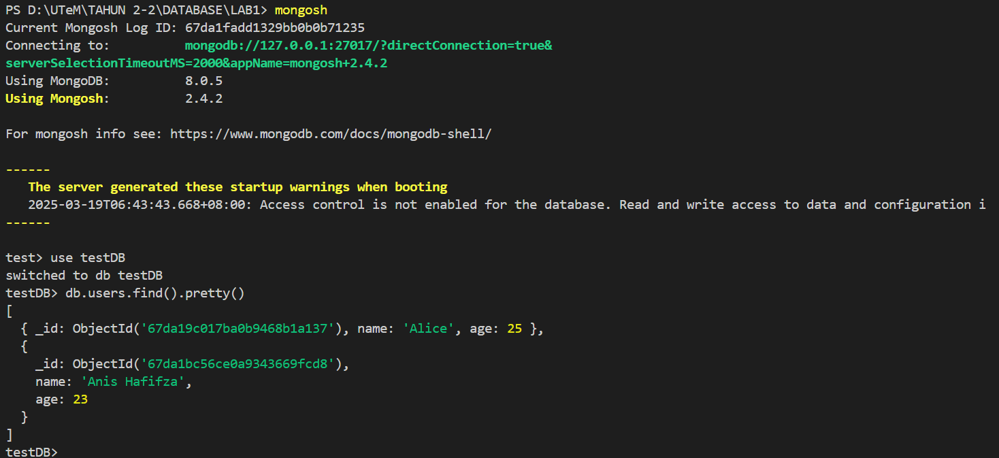 PS D:\UTeM\TAHUN 2-2\DATABASE\LAB1> mongosh
Current Mongosh Log ID: 67da1fadd1329bb0b0b71235
Connecting to:          mongodb://127.0.0.1:27017/?directConnection=true&
serverSelectionTimeoutMS=2000&appName=mongosh+2.4.2
Using MongoDB:          8.0.5
Using Mongosh:          2.4.2

For mongosh info see: https://www.mongodb.com/docs/mongodb-shell/

------
   The server generated these startup warnings when booting
   2025-03-19T06:43:43.668+08:00: Access control is not enabled for the database. Read and write access to data and configuration i
------

test> use testDB
switched to db testDB
testDB> db.users.find().pretty()
[
  { _id: ObjectId('67da19c017ba0b9468b1a137'), name: 'Alice', age: 25 },
  {
    _id: ObjectId('67da1bc56ce0a9343669fcd8'),
    name: 'Anis Hafifza',
    age: 23
  }
]
testDB>